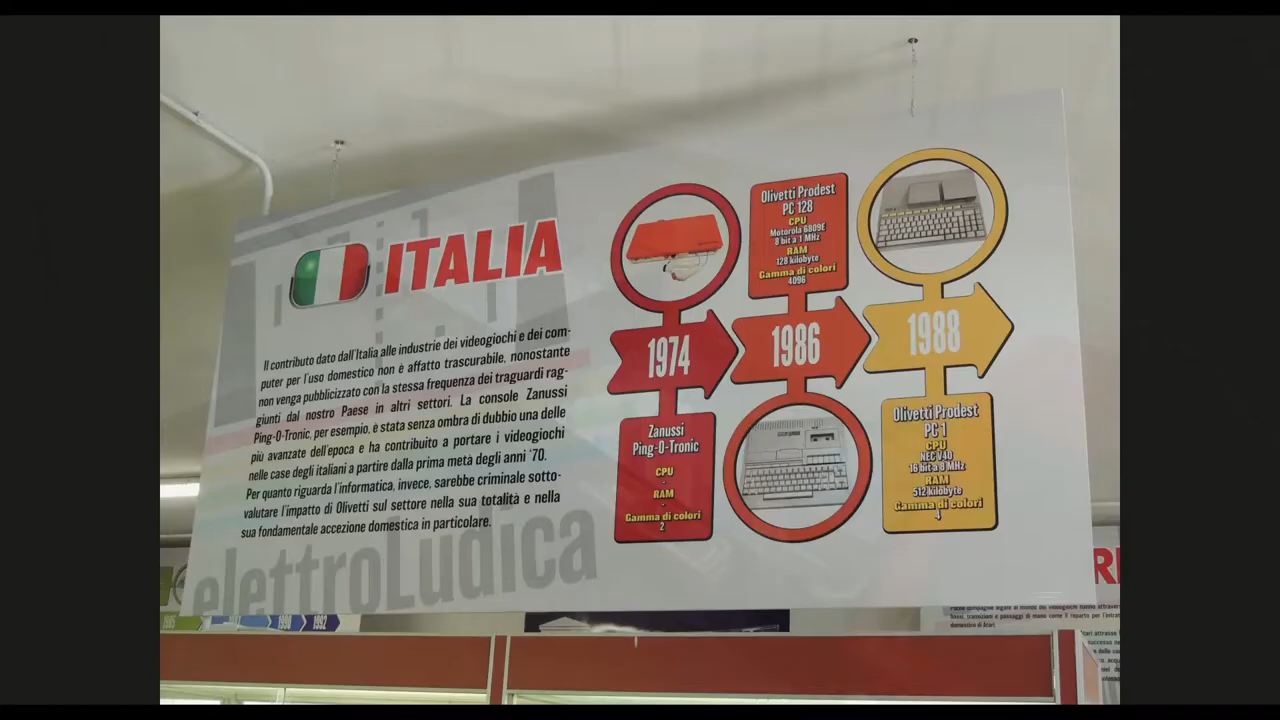 ITALIA
Il contributo dato dall'Italia alle industrie dei videogiochi e dei com-
puter per l'uso domestico non è affatto trascurabile, nonostante
non venga pubblicizzato con la stessa frequenza dei traguardi rag-
giunti dal nostro Paese in altri settori. La console Zanussi
Ping-O-Tronic, per esempio, è stata senza ombra di dubbio una delle
più avanzate dell'epoca e ha contribuito a portare i videogiochi
nelle case degli italiani a partire dalla prima metà degli anni '70.
Per quanto riguarda l'informatica, invece, sarebbe criminale sotto-
valutare l'impatto di Olivetti sul settore nella sua totalità e nella
sua fondamentale accezione domestica in particolare.
elettroLudica
1974
Zanussi
Ping-O-Tronic
CPU
-
RAM
-
Gamma di colori
2
Olivetti Prodest
PC 128
CPU
Motorola 6809E
8 bit a 1 MHz
RAM
128 kilobyte
Gamma di colori
4096
1986
1988
Olivetti Prodest
PC 1
CPU
NEC V40
16 bit a 8 MHz
RAM
512 kilobyte
Gamma di colori
4